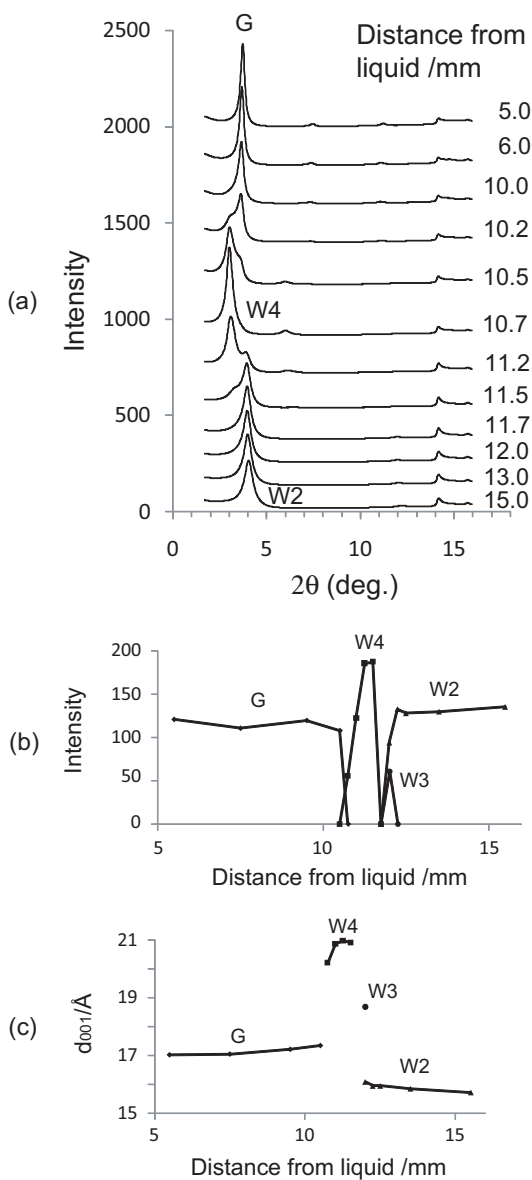 G
Distance from
liquid /mm
2500
2000
1500
1000
500
0
Intensity
(a)
5.0
6.0
10.0
10.2
10.5
10.7
11.2
11.5
11.7
12.0
13.0
15.0
W4
W2
0
5
10
15
2θ (deg.)
(b)
Intensity
200
150
100
50
0
G
W4
W2
W3
5
10
15
Distance from liquid /mm
(c)
d001/Å
21
19
17
15
G
W4
W3
W2
5
10
15
Distance from liquid /mm